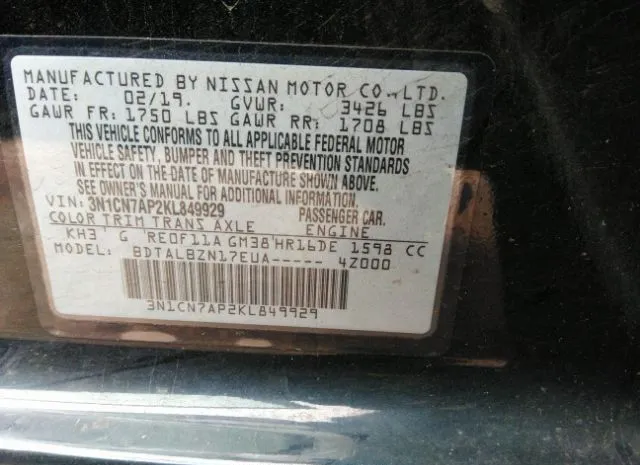 MANUFACTURED BY NISSAN MOTOR CO.,LTD.
DATE: 02/19. GVWR: 3426 LBS
GAWR FR: 1750 LBS GAWR RR: 1708 LBS
THIS VEHICLE CONFORMS TO ALL APPLICABLE FEDERAL MOTOR
VEHICLE SAFETY, BUMPER AND THEFT PREVENTION STANDARDS
IN EFFECT ON THE DATE OF MANUFACTURE SHOWN ABOVE.
SEE OWNER'S MANUAL FOR ADDITIONAL INFORMATION.
VIN: 3N1CN7AP2KL849929 PASSENGER CAR.
COLOR TRIM TRANS AXLE ENGINE
KH3 G RE0F11A GM38 HR16DE 1598 CC
MODEL: BDTALBZN17EUA----- 4Z000
3N1CN7AP2KL849929